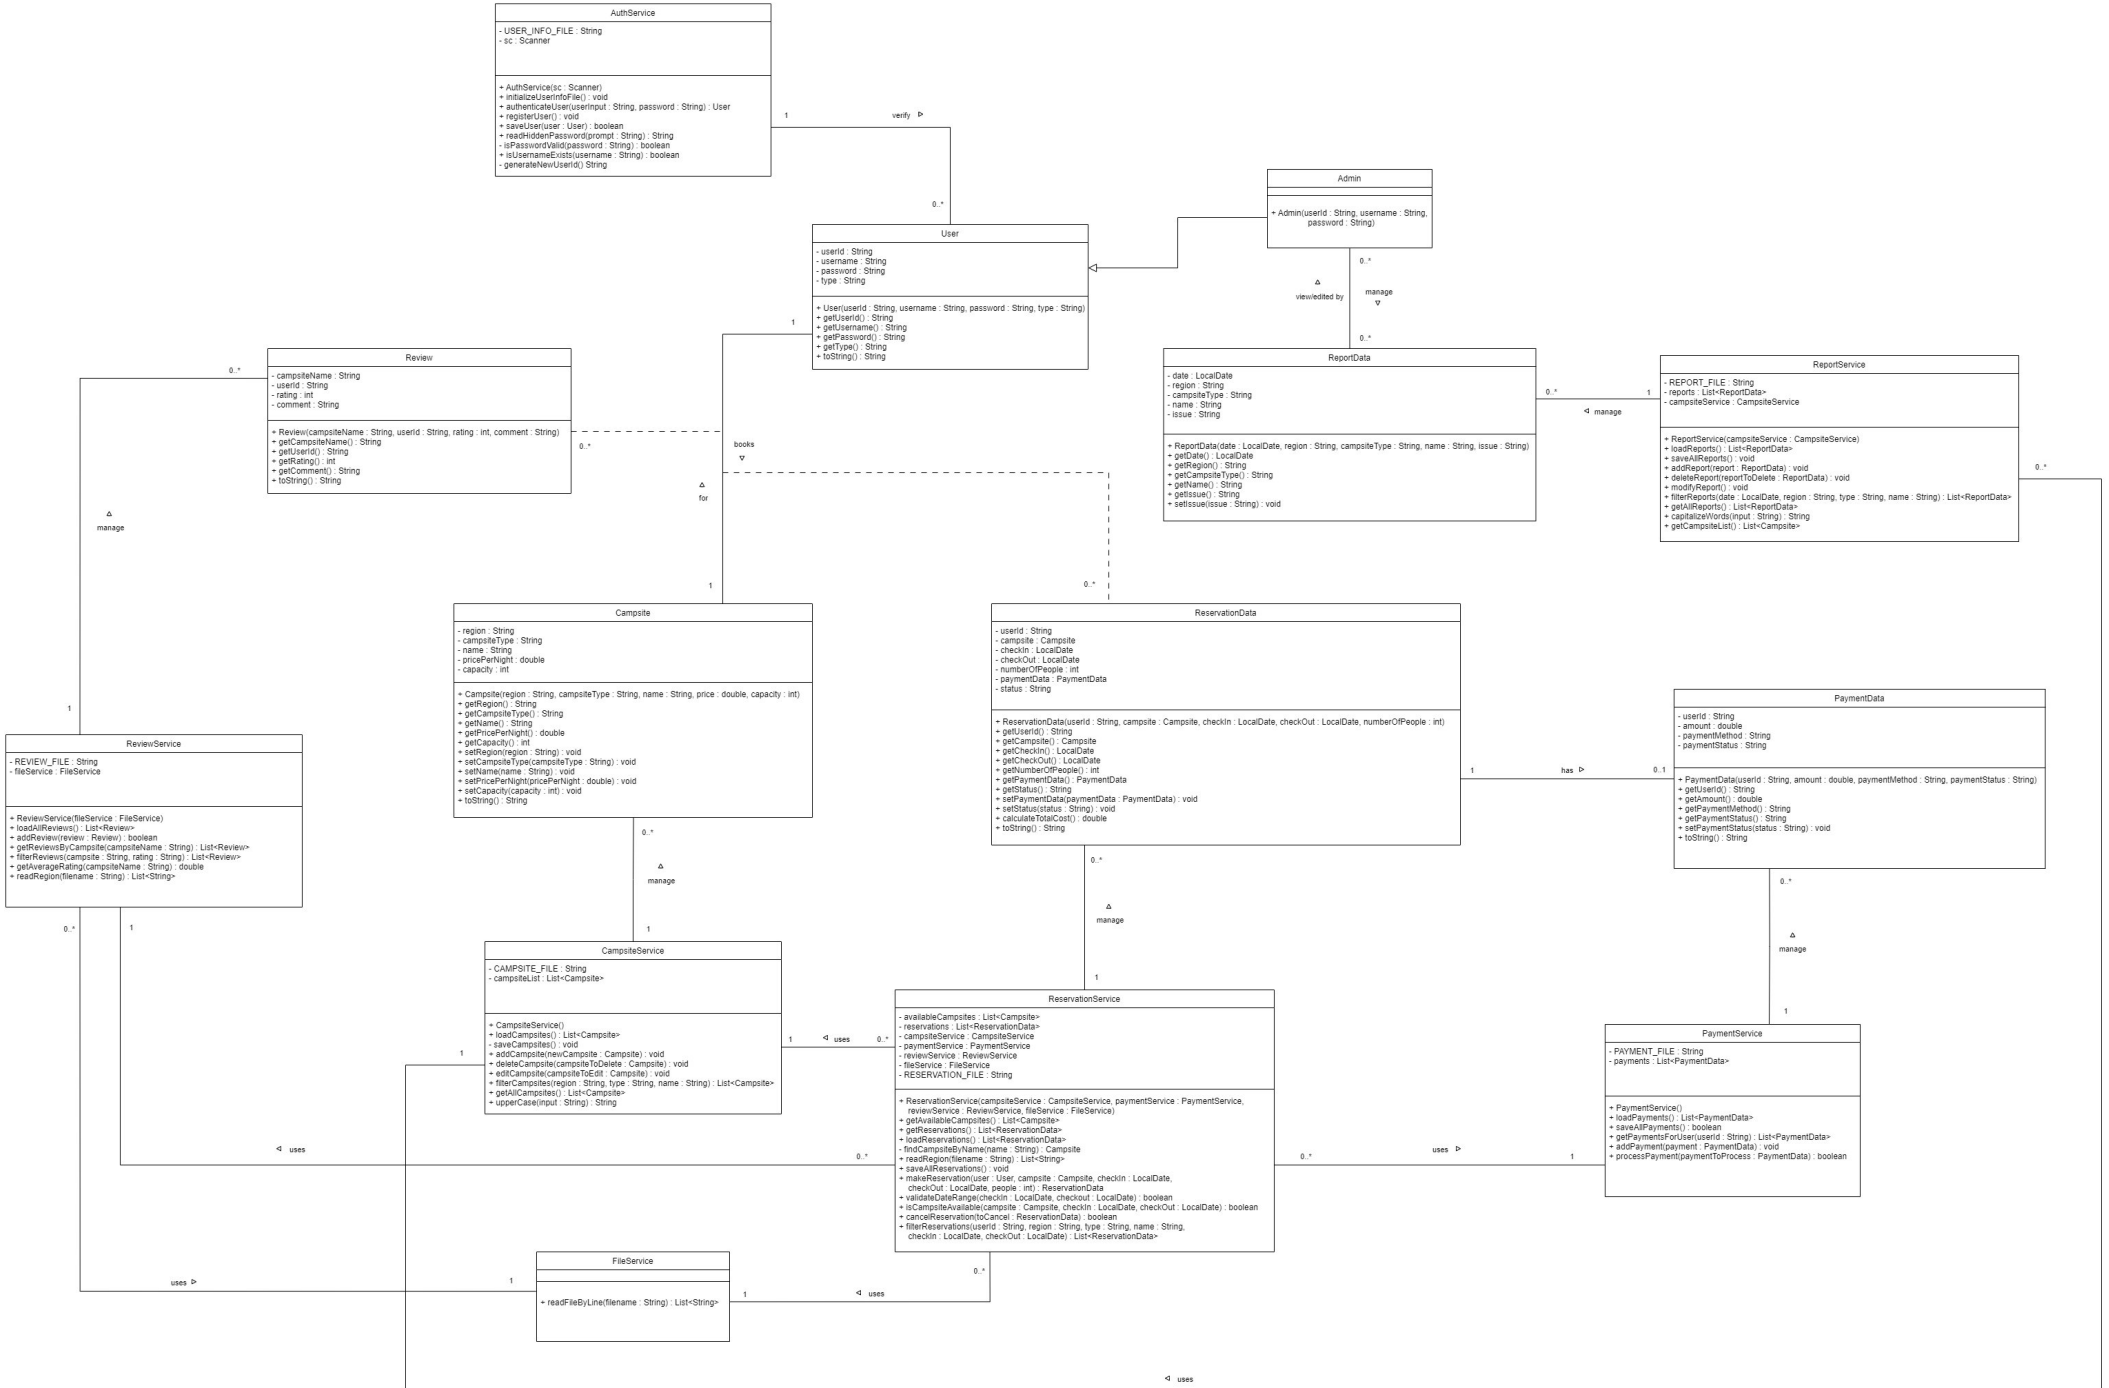 AuthService
- USER_INFO_FILE : String
- sc : Scanner
+ AuthService(sc : Scanner)
+ initializeUserInfoFile() : void
+ authenticateUser(userInput : String, password : String) : User
+ registerUser() : void
+ saveUser(user : User) : boolean
+ readHiddenPassword(prompt : String) : String
- isPasswordValid(password : String) : boolean
+ isUsernameExists(username : String) : boolean
- generateNewUserId() String
1
verify
0..*
Admin
+ Admin(userId : String, username : String,
password : String)
User
- userId : String
- username : String
- password : String
- type : String
+ User(userId : String, username : String, password : String, type : String)
+ getUserId() : String
+ getUsername() : String
+ getPassword() : String
+ getType() : String
+ toString() : String
1
0..*
view/edited by
manage
0..*
Review
- campsiteName : String
- userId : String
- rating : int
- comment : String
+ Review(campsiteName : String, userId : String, rating : int, comment : String)
+ getCampsiteName() : String
+ getUserId() : String
+ getRating() : int
+ getComment() : String
+ toString() : String
0..*
0..*
manage
1
books
for
1
0..*
ReportData
- date : LocalDate
- region : String
- campsiteType : String
- name : String
- issue : String
+ ReportData(date : LocalDate, region : String, campsiteType : String, name : String, issue : String)
+ getDate() : LocalDate
+ getRegion() : String
+ getCampsiteType() : String
+ getName() : String
+ getIssue() : String
+ setIssue(issue : String) : void
0..*
manage
1
ReportService
- REPORT_FILE : String
- reports : List<ReportData>
- campsiteService : CampsiteService
+ ReportService(campsiteService : CampsiteService)
+ loadReports() : List<ReportData>
+ saveAllReports() : void
+ addReport(report : ReportData) : void
+ deleteReport(reportToDelete : ReportData) : void
+ modifyReport() : void
+ filterReports(date : LocalDate, region : String, type : String, name : String) : List<ReportData>
+ getAllReports() : List<ReportData>
+ capitalizeWords(input : String) : String
+ getCampsiteList() : List<Campsite>
0..*
Campsite
- region : String
- campsiteType : String
- name : String
- pricePerNight : double
- capacity : int
+ Campsite(region : String, campsiteType : String, name : String, price : double, capacity : int)
+ getRegion() : String
+ getCampsiteType() : String
+ getName() : String
+ getPricePerNight() : double
+ getCapacity() : int
+ setRegion(region : String) : void
+ setCampsiteType(campsiteType : String) : void
+ setName(name : String) : void
+ setPricePerNight(pricePerNight : double) : void
+ setCapacity(capacity : int) : void
+ toString() : String
0..*
manage
1
ReservationData
- userId : String
- campsite : Campsite
- checkIn : LocalDate
- checkOut : LocalDate
- numberOfPeople : int
- paymentData : PaymentData
- status : String
+ ReservationData(userId : String, campsite : Campsite, checkIn : LocalDate, checkOut : LocalDate, numberOfPeople : int)
+ getUserId() : String
+ getCampsite() : Campsite
+ getCheckIn() : LocalDate
+ getCheckOut() : LocalDate
+ getNumberOfPeople() : int
+ getPaymentData() : PaymentData
+ getStatus() : String
+ setPaymentData(paymentData : PaymentData) : void
+ setStatus(status : String) : void
+ calculateTotalCost() : double
+ toString() : String
1
has
0..1
0..*
manage
1
PaymentData
- userId : String
- amount : double
- paymentMethod : String
- paymentStatus : String
+ PaymentData(userId : String, amount : double, paymentMethod : String, paymentStatus : String)
+ getUserId() : String
+ getAmount() : double
+ getPaymentMethod() : String
+ getPaymentStatus() : String
+ setPaymentStatus(status : String) : void
+ toString() : String
0..*
manage
1
ReviewService
- REVIEW_FILE : String
- fileService : FileService
+ ReviewService(fileService : FileService)
+ loadAllReviews() : List<Review>
+ addReview(review : Review) : boolean
+ getReviewsByCampsite(campsiteName : String) : List<Review>
+ filterReviews(campsite : String, rating : String) : List<Review>
+ getAverageRating(campsiteName : String) : double
+ readRegion(filename : String) : List<String>
0..*
1
CampsiteService
- CAMPSITE_FILE : String
- campsiteList : List<Campsite>
+ CampsiteService()
+ loadCampsites() : List<Campsite>
- saveCampsites() : void
+ addCampsite(newCampsite : Campsite) : void
+ deleteCampsite(campsiteToDelete : Campsite) : void
+ editCampsite(campsiteToEdit : Campsite) : void
+ filterCampsites(region : String, type : String, name : String) : List<Campsite>
+ getAllCampsites() : List<Campsite>
+ upperCase(input : String) : String
1
1
uses
0..*
ReservationService
- availableCampsites : List<Campsite>
- reservations : List<ReservationData>
- campsiteService : CampsiteService
- paymentService : PaymentService
- reviewService : ReviewService
- fileService : FileService
- RESERVATION_FILE : String
+ ReservationService(campsiteService : CampsiteService, paymentService : PaymentService,
reviewService : ReviewService, fileService : FileService)
+ getAvailableCampsites() : List<Campsite>
+ getReservations() : List<ReservationData>
+ loadReservations() : List<ReservationData>
- findCampsiteByName(name : String) : Campsite
+ readRegion(filename : String) : List<String>
+ saveAllReservations() : void
+ makeReservation(user : User, campsite : Campsite, checkIn : LocalDate,
checkOut : LocalDate, people : int) : ReservationData
+ validateDateRange(checkIn : LocalDate, checkout : LocalDate) : boolean
+ isCampsiteAvailable(campsite : Campsite, checkIn : LocalDate, checkOut : LocalDate) : boolean
+ cancelReservation(toCancel : ReservationData) : boolean
+ filterReservations(userId : String, region : String, type : String, name : String,
checkIn : LocalDate, checkOut : LocalDate) : List<ReservationData>
PaymentService
- PAYMENT_FILE : String
- payments : List<PaymentData>
+ PaymentService()
+ loadPayments() : List<PaymentData>
+ saveAllPayments() : boolean
+ getPaymentsForUser(userId : String) : List<PaymentData>
+ addPayment(payment : PaymentData) : void
+ processPayment(paymentToProcess : PaymentData) : boolean
uses
0..*
0..*
uses
1
FileService
+ readFileByLine(filename : String) : List<String>
uses
1
1
uses
0..*
uses